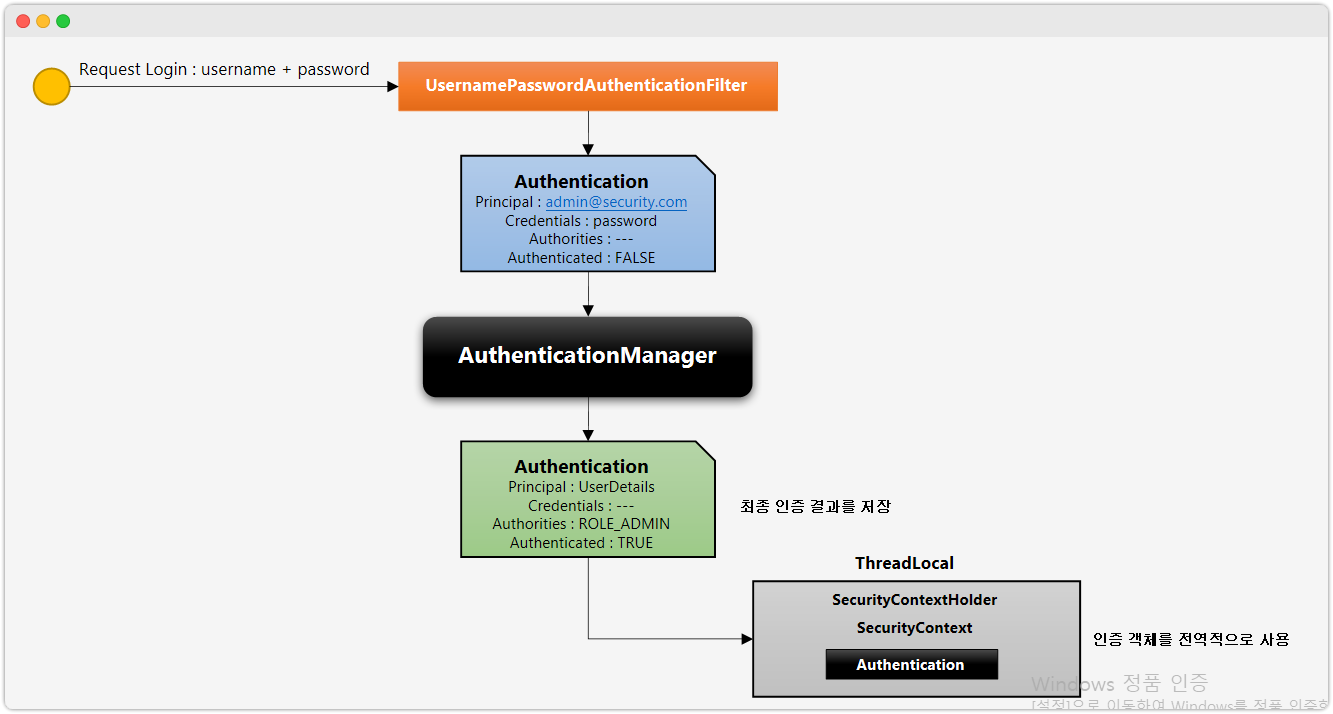 Request Login : username + password
UsernamePasswordAuthenticationFilter
Authentication
Principal : admin@security.com
Credentials : password
Authorities : ---
Authenticated : FALSE
AuthenticationManager
Authentication
Principal : UserDetails
Credentials : ---
Authorities : ROLE_ADMIN
Authenticated : TRUE
최종 인증 결과를 저장
ThreadLocal
SecurityContextHolder
SecurityContext
Authentication
인증 객체를 전역적으로 사용
Windows 정품 인증
[설정]으로 이동하여 Windows를 정품 인증